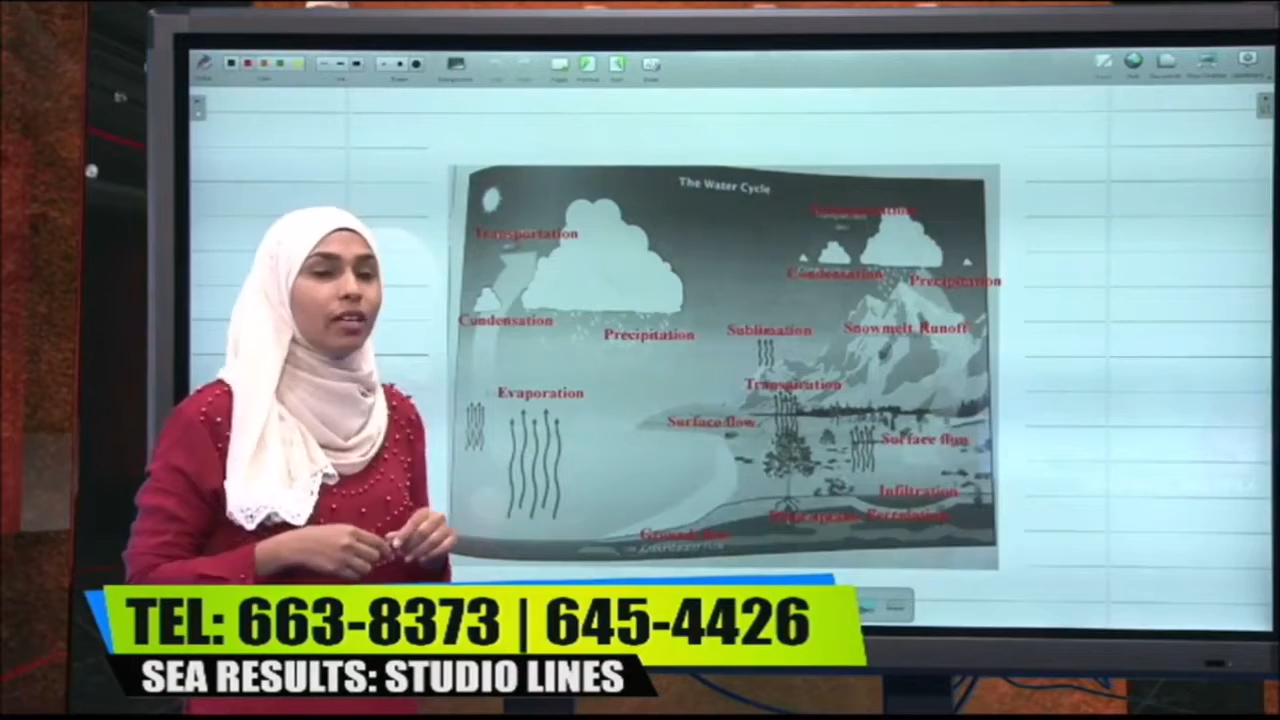 The Water Cycle
Transportation
Condensation
Precipitation
Condensation
Precipitation
Sublimation
Snowmelt Runoff
Evaporation
Transpiration
Surface flow
Surface flow
Infiltration
TEL: 663-8373 | 645-4426
SEA RESULTS: STUDIO LINES